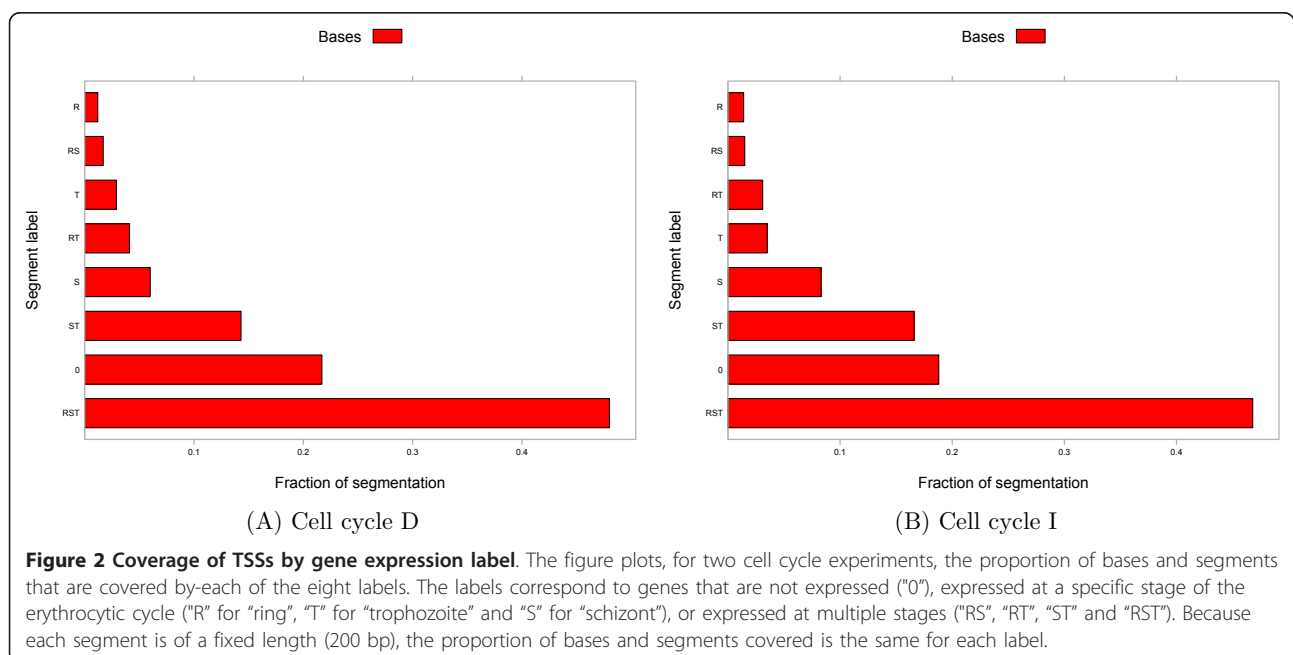 Bases
R
RS
T
RT
S
ST
0
RST
Segment label
0.1 0.2 0.3 0.4
Fraction of segmentation
(A) Cell cycle D
Bases
R
RS
RT
T
S
ST
0
RST
Segment label
0.1 0.2 0.3 0.4
Fraction of segmentation
(B) Cell cycle I
Figure 2 Coverage of TSSs by gene expression label. The figure plots, for two cell cycle experiments, the proportion of bases and segments
that are covered by-each of the eight labels. The labels correspond to genes that are not expressed ("0"), expressed at a specific stage of the
erythrocytic cycle ("R" for "ring", "T" for "trophozoite" and "S" for "schizont"), or expressed at multiple stages ("RS", "RT", "ST" and "RST"). Because
each segment is of a fixed length (200 bp), the proportion of bases and segments covered is the same for each label.